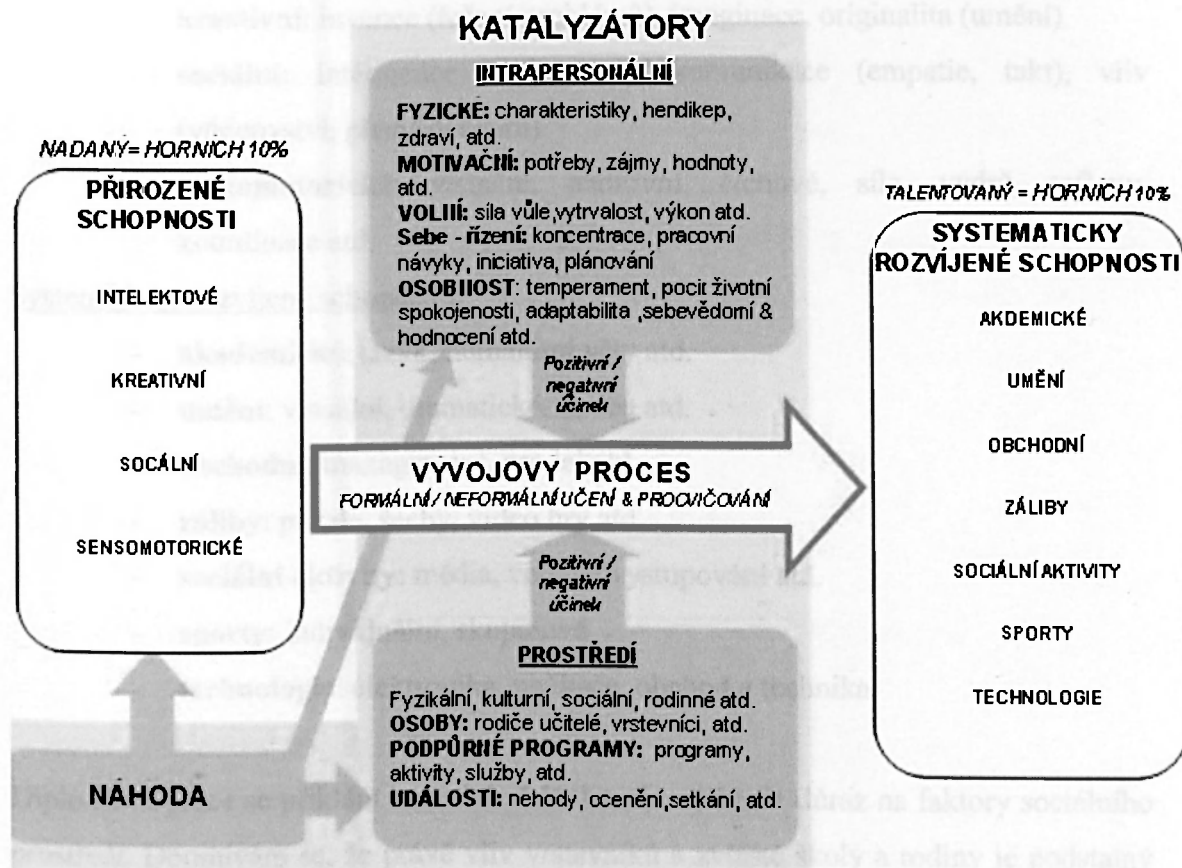 KATALYZÁTORY
INTRAPERSONÁLNÍ
FYZICKÉ: charakteristiky, hendikep,
zdraví, atd.
MOTIVAČNÍ: potřeby, zájmy, hodnoty,
atd.
VOLNÍ: síla vůle,vytrvalost, výkon atd.
Sebe - řízení: koncentrace, pracovní
návyky, iniciativa, plánování
OSOBNOST: temperament, pocit životní
spokojenosti, adaptabilita ,sebevědomí &
hodnocení atd.
Pozitivní /
negativní
účinek
NADANÝ= HORNÍCH 10%
PŘIROZENÉ
SCHOPNOSTI
INTELEKTOVÉ
KREATIVNÍ
SOCÁLNÍ
SENSOMOTORICKÉ
VÝVOJOVÝ PROCES
FORMÁLNÍ / NEFORMÁLNÍ UČENÍ & PROCVIČOVÁNÍ
TALENTOVANÝ = HORNÍCH 10%
SYSTEMATICKY
ROZVÍJENÉ SCHOPNOSTI
AKDEMICKÉ
UMĚNÍ
OBCHODNÍ
ZÁLIBY
SOCIÁLNÍ AKTIVITY
SPORTY
TECHNOLOGIE
Pozitivní /
negativní
účinek
PROSTŘEDÍ
Fyzikální, kulturní, sociální, rodinné atd.
OSOBY: rodiče učitelé, vrstevníci, atd.
PODPŮRNÉ PROGRAMY: programy,
aktivity, služby, atd.
UDÁLOSTI: nehody, ocenění,setkání, atd.
NÁHODA